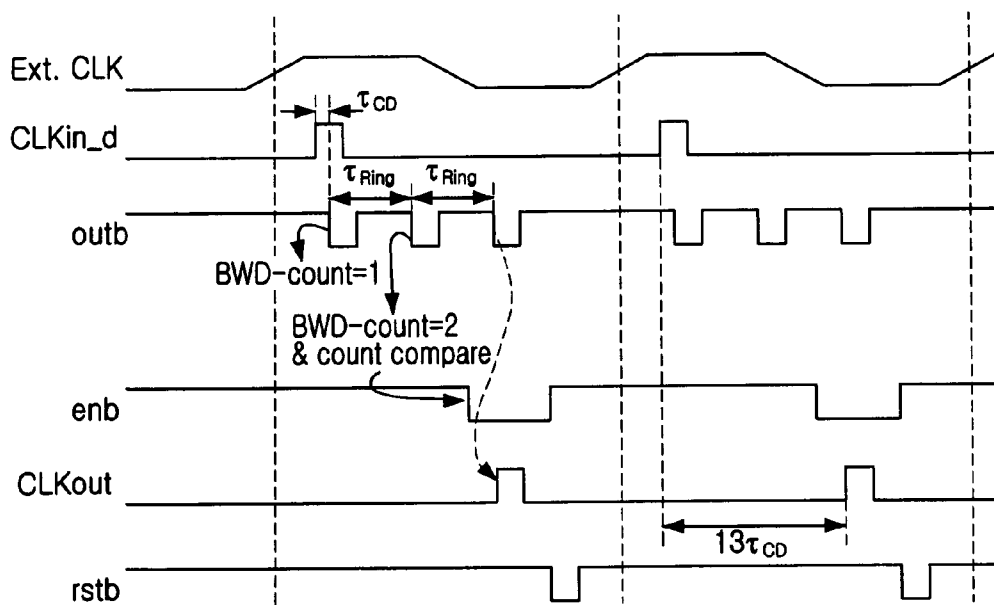 Ext. CLK
τCD
CLKin_d
τRing τRing
outb
BWD-count=1
BWD-count=2
& count compare
enb
CLKout
13τCD
rstb